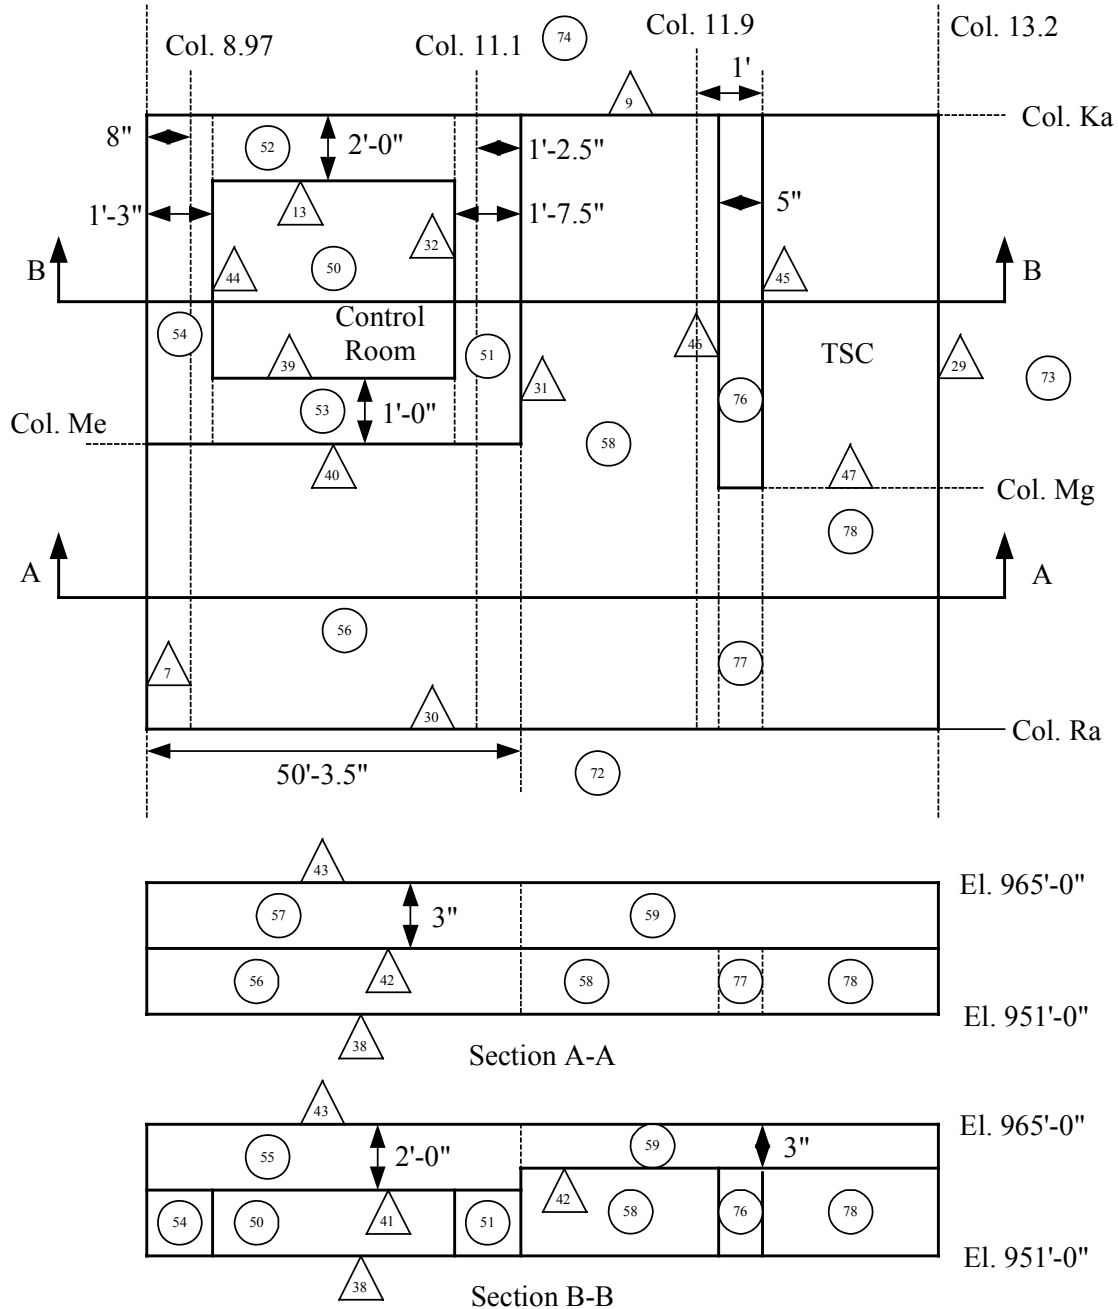 Col. 8.97
Col. 11.1
74
Col. 11.9
Col. 13.2
1'
9
Col. Ka
8"
52
2'-0"
1'-2.5"
1'-3"
13
32
1'-7.5"
5"
B
44
50
45
B
54
Control
Room
39
51
46
TSC
29
73
31
76
53
1'-0"
Col. Me
58
40
47
Col. Mg
78
A
A
56
7
77
30
Col. Ra
50'-3.5"
72
43
El. 965'-0"
57
3"
59
56
42
58
77
78
El. 951'-0"
38
Section A-A
43
El. 965'-0"
55
2'-0"
59
3"
54
50
41
51
42
58
76
78
El. 951'-0"
38
Section B-B